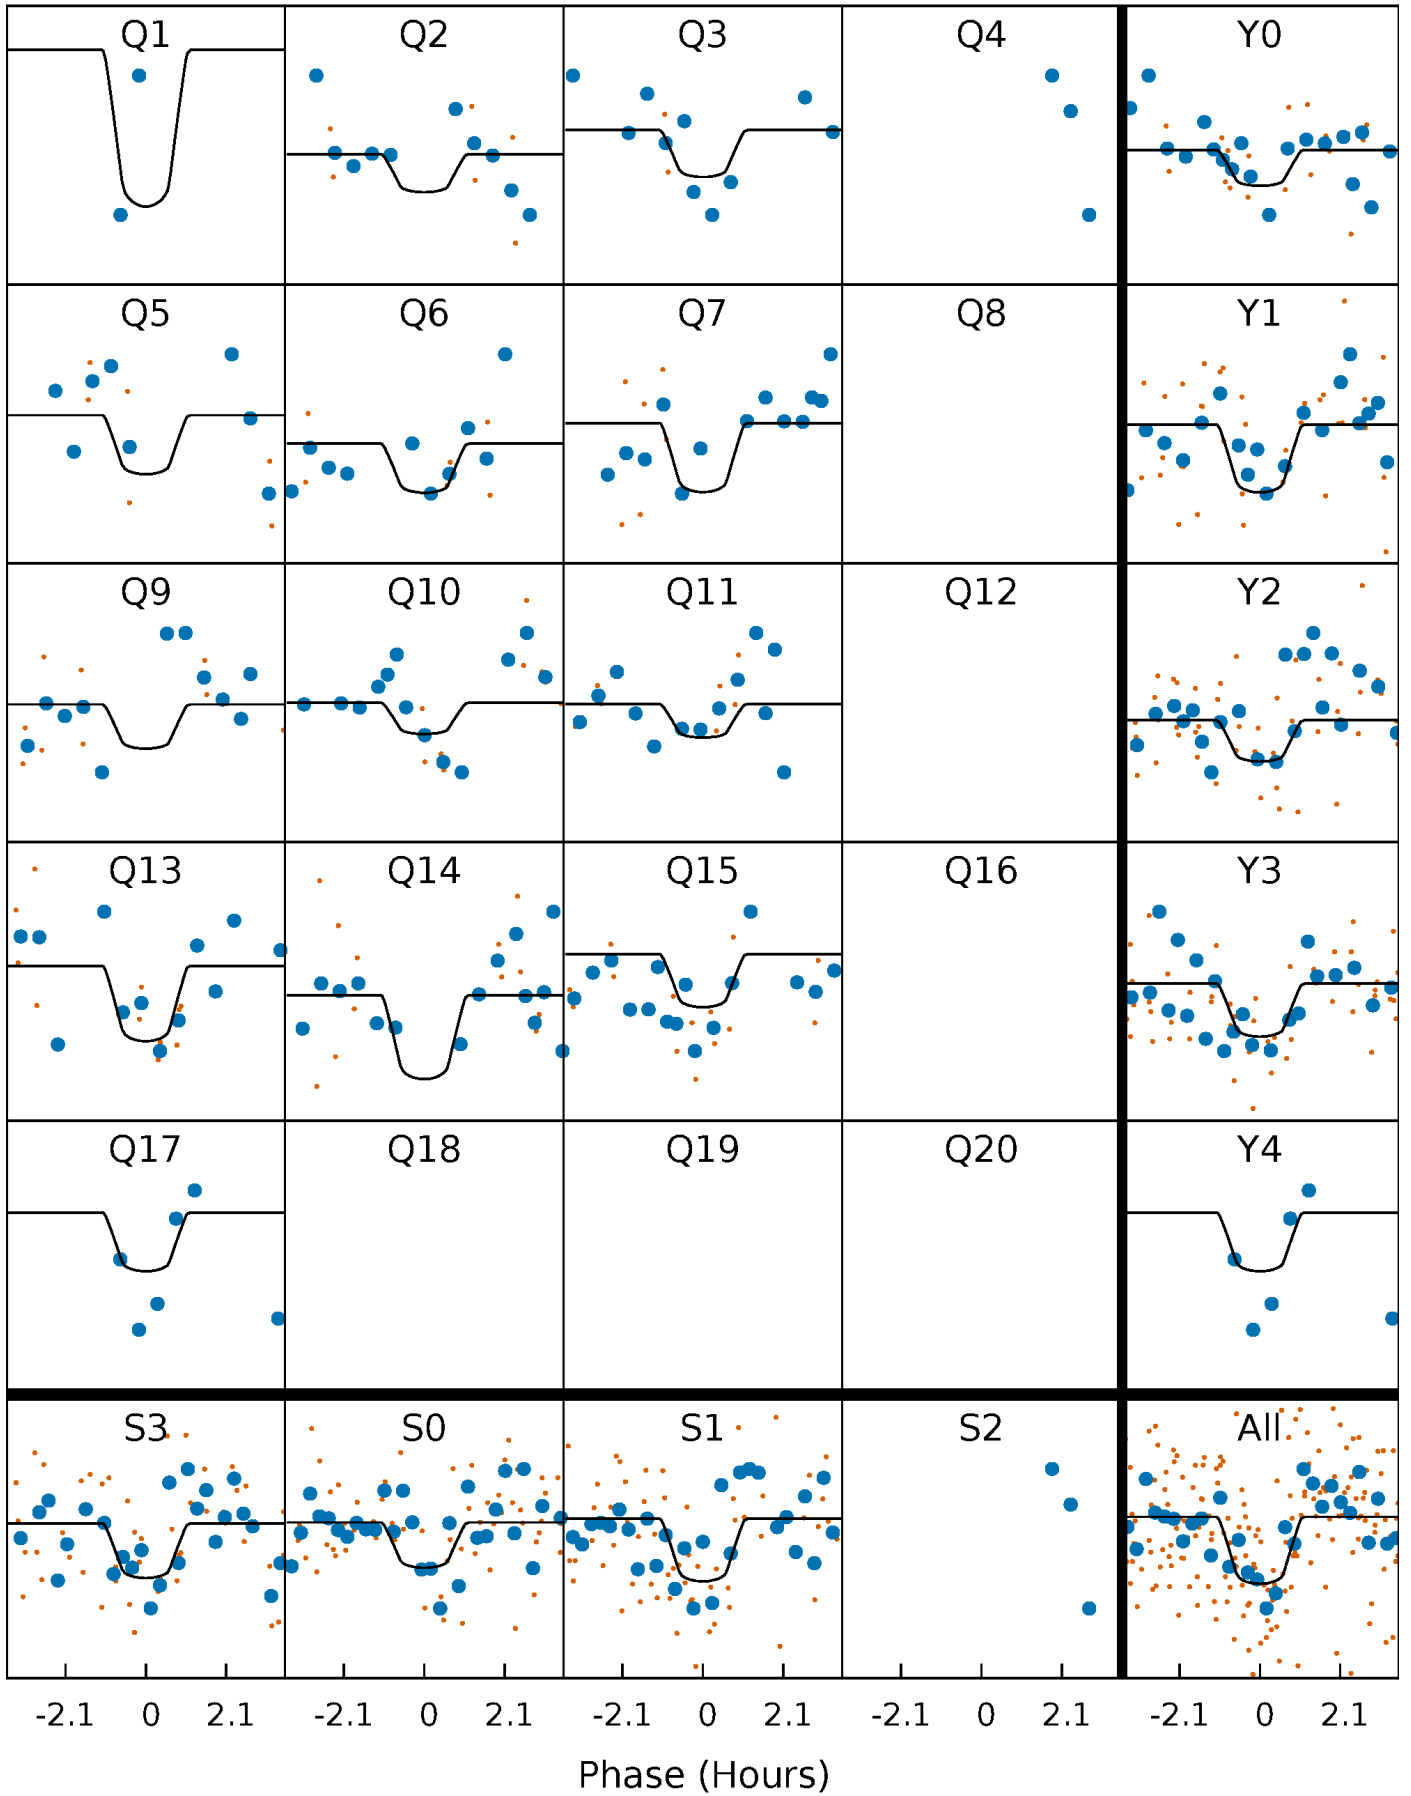 Q1 Q2 Q3 Q4 Y0
Q5 Q6 Q7 Q8 Y1
Q9 Q10 Q11 Q12 Y2
Q13 Q14 Q15 Q16 Y3
Q17 Q18 Q19 Q20 Y4
S3 S0 S1 S2 All
-2.1 0 2.1 -2.1 0 2.1 -2.1 0 2.1 -2.1 0 2.1 -2.1 0 2.1
Phase (Hours)